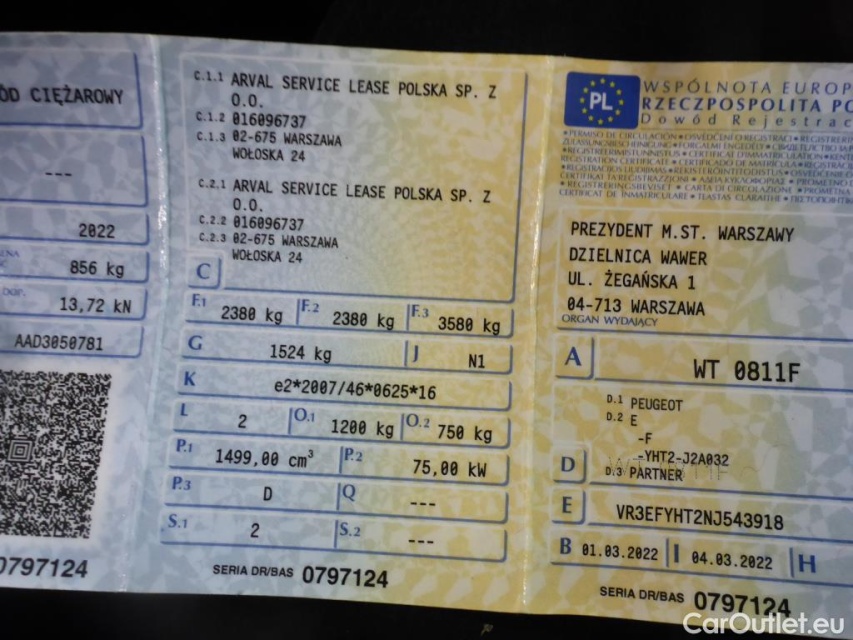 ÓD CIĘŻAROWY
---
2022
856 kg
13,72 kN
AAD3050781
0797124
C.1.1 ARVAL SERVICE LEASE POLSKA SP. Z
O.O.
C.1.2 016096737
C.1.3 02-675 WARSZAWA
WOŁOSKA 24
C.2.1 ARVAL SERVICE LEASE POLSKA SP. Z
O.O.
C.2.2 016096737
C.2.3 02-675 WARSZAWA
WOŁOSKA 24
C
F.1 2380 kg F.2 2380 kg F.3 3580 kg
G 1524 kg J N1
K e2*2007/46*0625*16
L 2 O.1 1200 kg O.2 750 kg
P.1 1499,00 cm³ P.2 75,00 kW
P.3 D Q ---
S.1 2 S.2 ---
SERIA DR/BAS 0797124
PL
WSPÓLNOTA EUROP
RZECZPOSPOLITA PO
Dowód Rejestrac
PREZYDENT M.ST. WARSZAWY
DZIELNICA WAWER
UL. ŻEGAŃSKA 1
04-713 WARSZAWA
ORGAN WYDAJĄCY
A WT 0811F
D.1 PEUGEOT
D.2 E
-F
-YHT2-J2A032
D D.3 PARTNER
E VR3EFYHT2NJ543918
B 01.03.2022 I 04.03.2022 H
SERIA DR/BAS 0797124
CarOutlet.eu